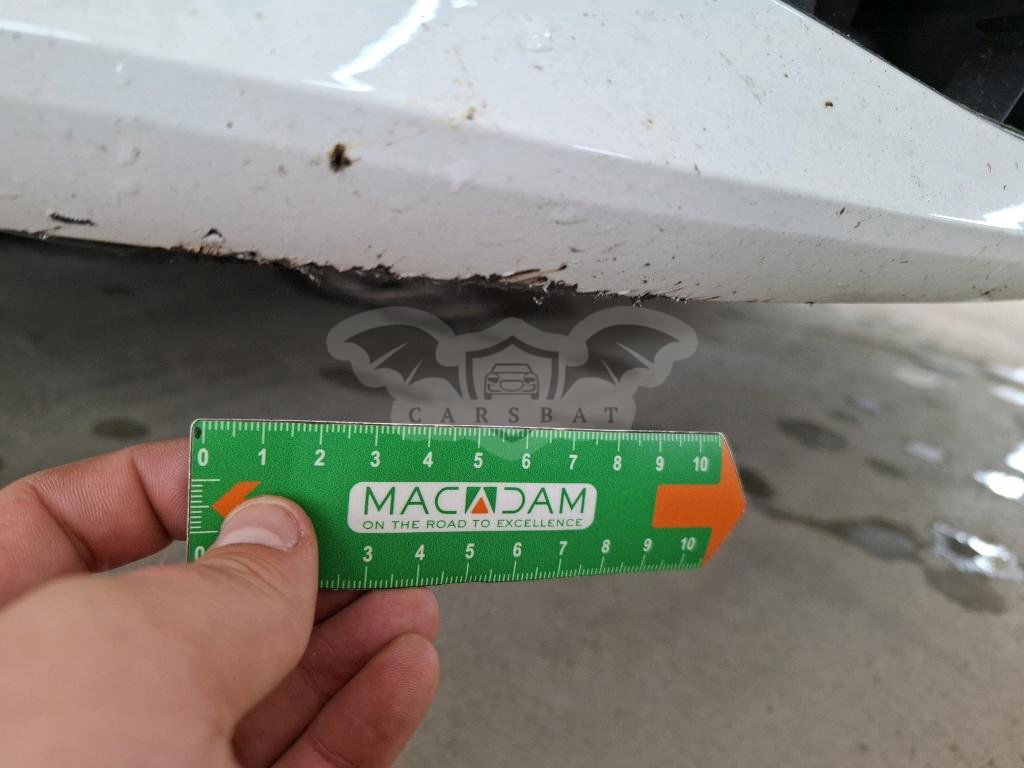 CARSBAT
0 1 2 3 4 5 6 7 8 9 10
MACADAM
ON THE ROAD TO EXCELLENCE
0 3 4 5 6 7 8 9 10